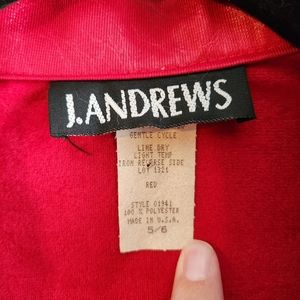 J.ANDREWS
GENTLE CYCLE
LINE DRY
LIGHT TEMP
IRON REVERSE SIDE
LOT 1321
RED
STYLE 01941
100 % POLYESTER
MADE IN U.S.A.
5/6